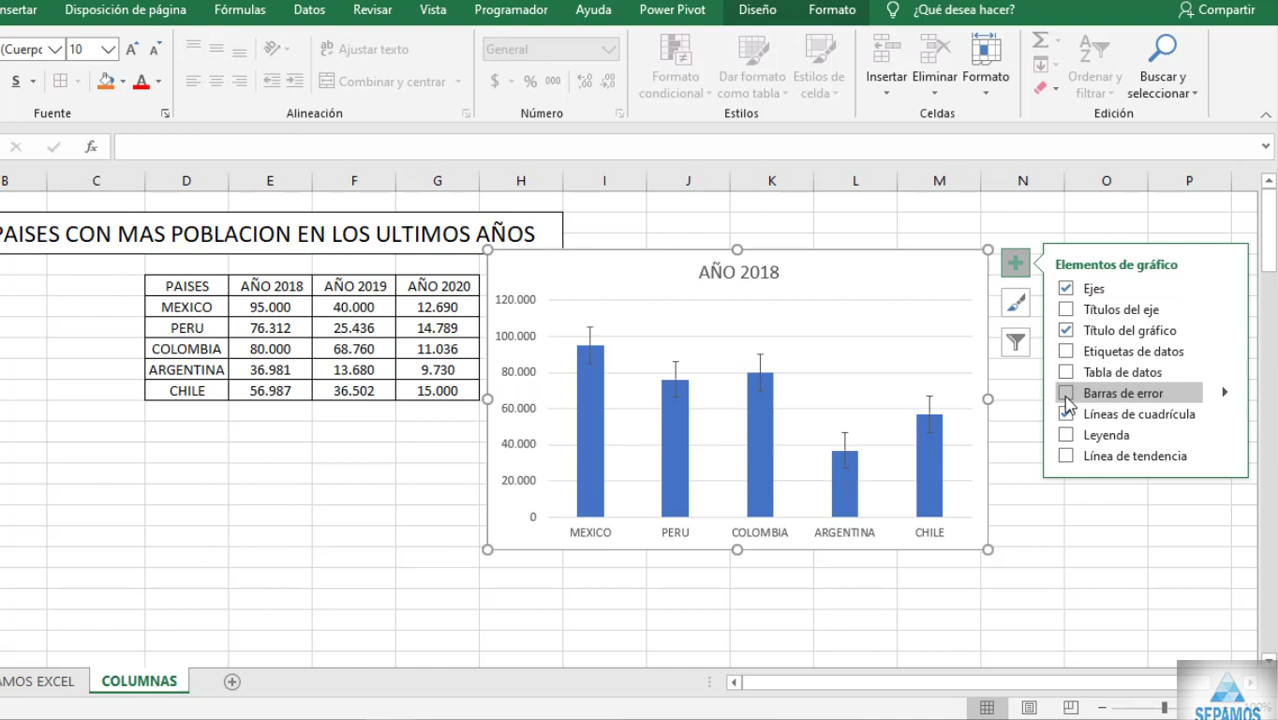 nsertar Disposición de página Fórmulas Datos Revisar Vista Programador Ayuda Power Pivot Diseño Formato ¿Qué desea hacer? Compartir
(Cuerpo 10 A A ab Ajustar texto General Σ
S A Combinar y centrar $ % 000 Formato condicional Dar formato como tabla Estilos de celda Insertar Eliminar Formato Ordenar y filtrar Buscar y seleccionar
Fuente Alineación Número Estilos Celdas Edición
fx
B C D E F G H I J K L M N O P
PAISES CON MAS POBLACION EN LOS ULTIMOS AÑOS
PAISES AÑO 2018 AÑO 2019 AÑO 2020
MEXICO 95.000 40.000 12.690
PERU 76.312 25.436 14.789
COLOMBIA 80.000 68.760 11.036
ARGENTINA 36.981 13.680 9.730
CHILE 56.987 36.502 15.000
AÑO 2018
120.000
100.000
80.000
60.000
40.000
20.000
0
MEXICO PERU COLOMBIA ARGENTINA CHILE
Elementos de gráfico
Ejes
Títulos del eje
Título del gráfico
Etiquetas de datos
Tabla de datos
Barras de error
Líneas de cuadrícula
Leyenda
Línea de tendencia
AMOS EXCEL COLUMNAS
SEPAMOS